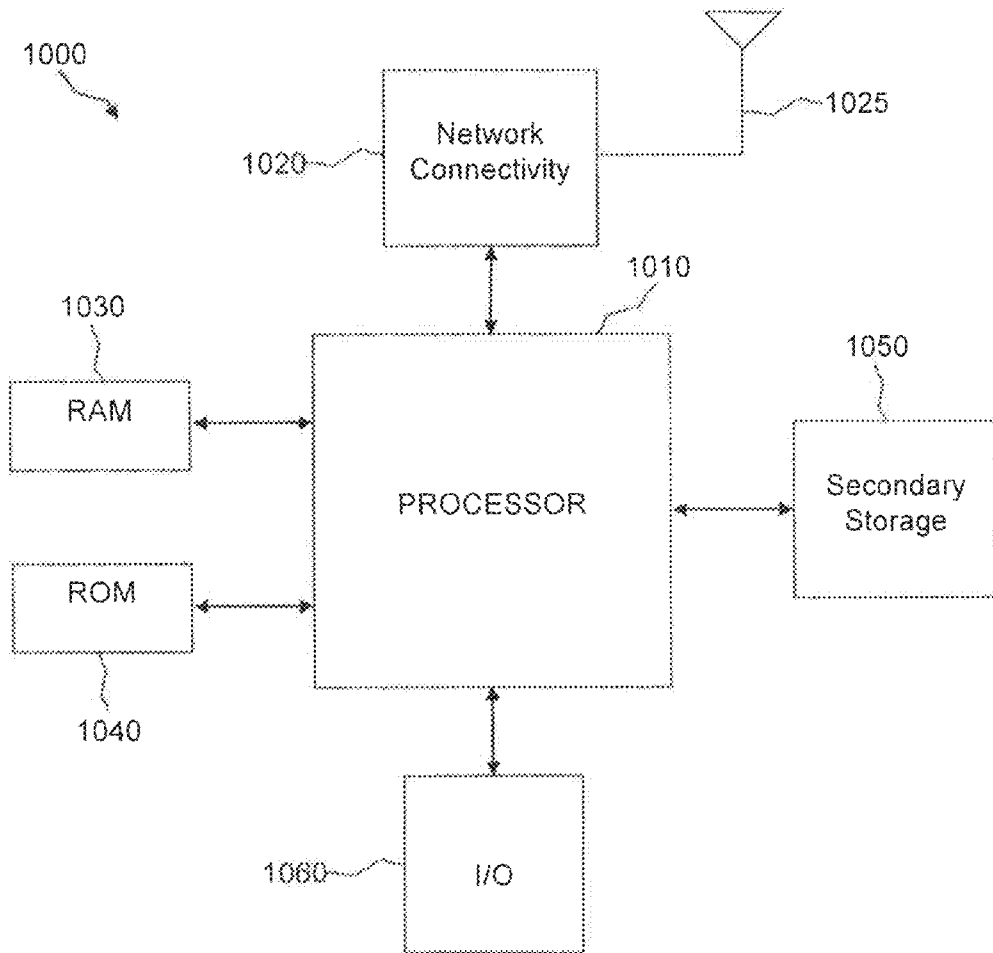 1000
Network
Connectivity
1020
1025
1010
1030
RAM
PROCESSOR
1050
Secondary
Storage
ROM
1040
1060
I/O